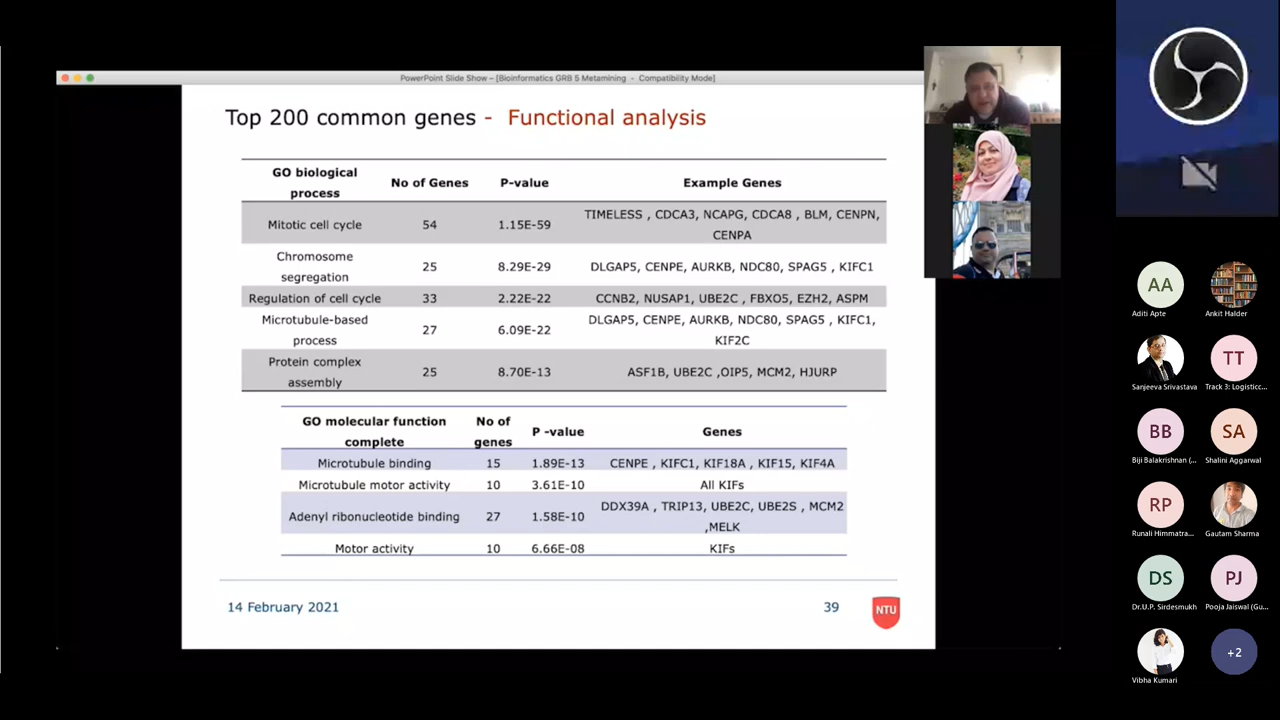 PowerPoint Slide Show – [Bioinformatics GRB 5 Metamining - Compatibility Mode]
Top 200 common genes - Functional analysis
GO biological
process
No of Genes
P-value
Example Genes
Mitotic cell cycle
54
1.15E-59
TIMELESS , CDCA3, NCAPG, CDCA8 , BLM, CENPN,
CENPA
Chromosome
segregation
25
8.29E-29
DLGAP5, CENPE, AURKB, NDC80, SPAG5 , KIFC1
Regulation of cell cycle
33
2.22E-22
CCNB2, NUSAP1, UBE2C , FBXO5, EZH2, ASPM
Microtubule-based
process
27
6.09E-22
DLGAP5, CENPE, AURKB, NDC80, SPAG5 , KIFC1,
KIF2C
Protein complex
assembly
25
8.70E-13
ASF1B, UBE2C ,OIP5, MCM2, HJURP
GO molecular function
complete
No of
genes
P -value
Genes
Microtubule binding
15
1.89E-13
CENPE , KIFC1, KIF18A , KIF15, KIF4A
Microtubule motor activity
10
3.61E-10
All KIFs
Adenyl ribonucleotide binding
27
1.58E-10
DDX39A , TRIP13, UBE2C, UBE2S , MCM2
,MELK
Motor activity
10
6.66E-08
KIFs
14 February 2021
39
NTU
AA
Aditi Apte
Ankit Halder
Sanjeeva Srivastava
TT
Track 3: Logisticc...
BB
Biji Balakrishnan (...
SA
Shalini Aggarwal
RP
Runali Himmatra...
Gautam Sharma
DS
Dr.U.P. Sirdesmukh
PJ
Pooja Jaiswal (Gu...
Vibha Kumari
+2